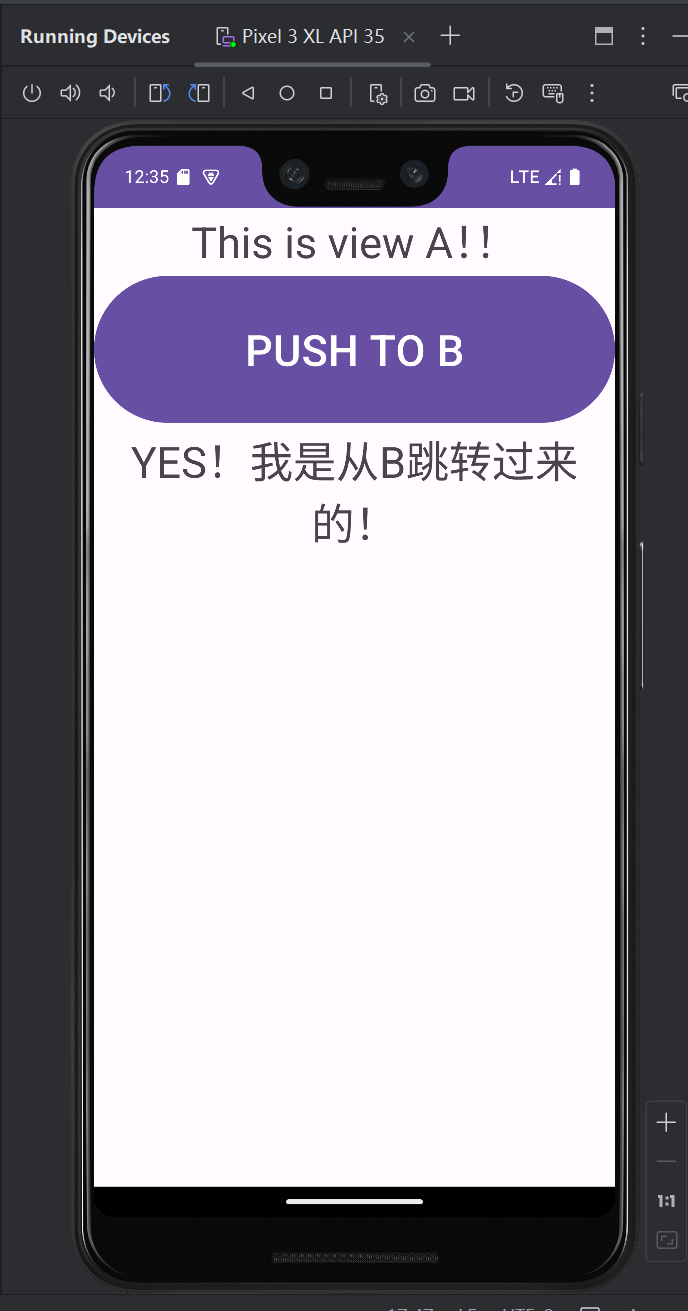 Running Devices
Pixel 3 XL API 35
12:35
LTE
This is view A！！
PUSH TO B
YES！我是从B跳转过来
的！
1:1